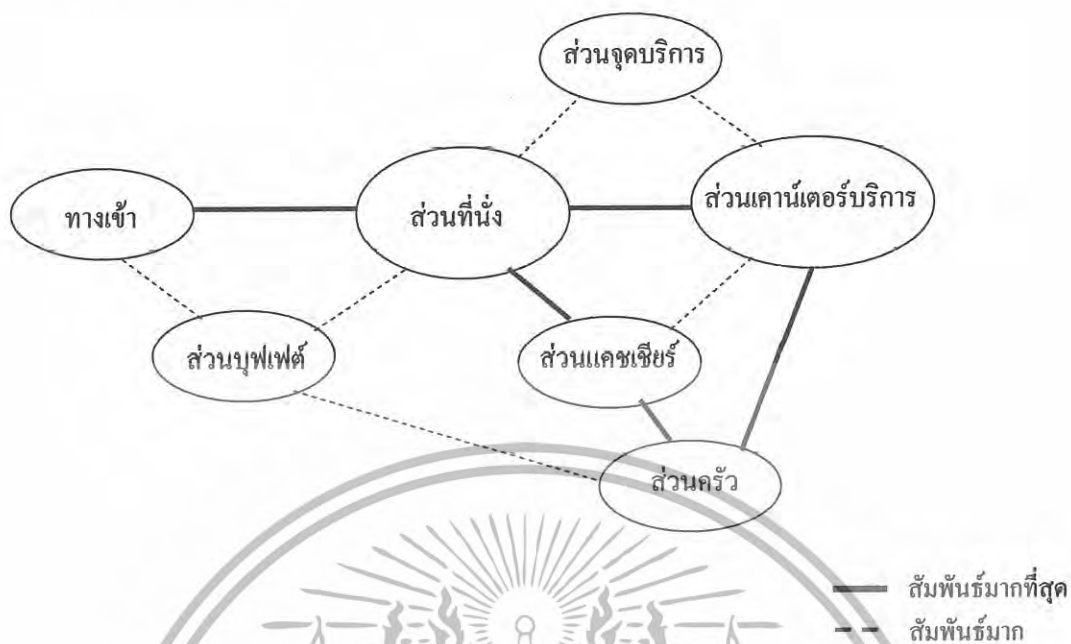 ส่วนจุดบริการ
ทางเข้า
ส่วนที่นั่ง
ส่วนเคาน์เตอร์บริการ
ส่วนบุฟเฟต์
ส่วนแคชเชียร์
ส่วนครัว
สัมพันธ์มากที่สุด
สัมพันธ์มาก